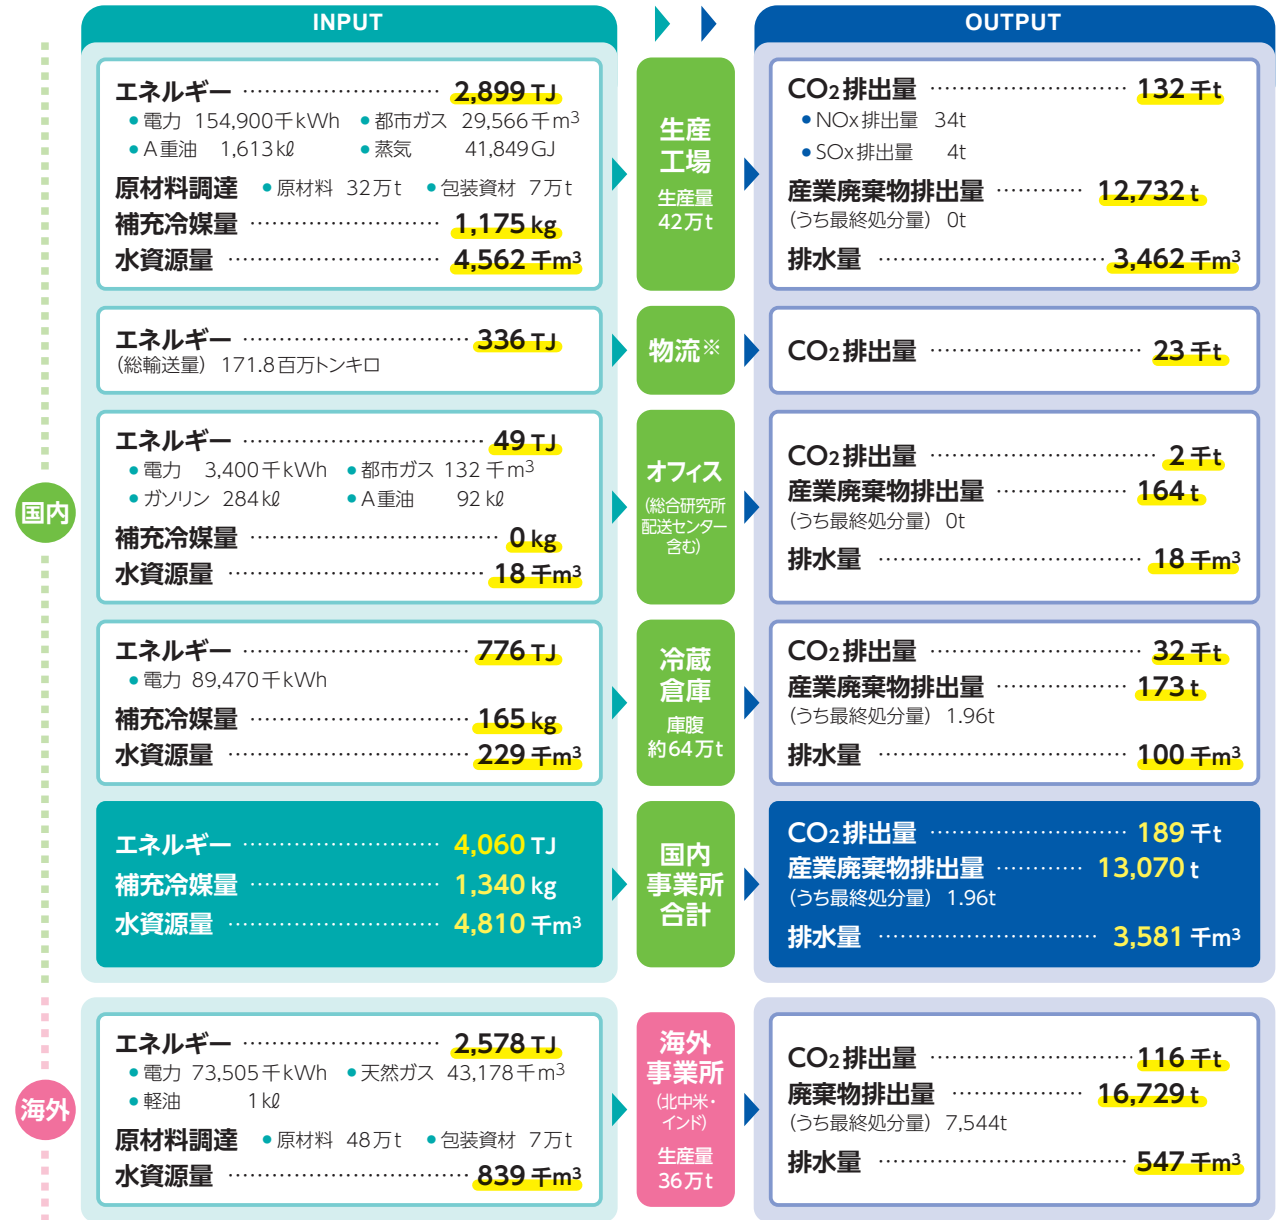 INPUT
OUTPUT
国内
エネルギー ………………………… 2,899 TJ
●電力 154,900千kWh ●都市ガス 29,566千m³
●A重油 1,613kℓ ●蒸気 41,849GJ
原材料調達 ●原材料 32万t ●包装資材 7万t
補充冷媒量 ………………………… 1,175 kg
水資源量 ………………………… 4,562 千m³
生産
工場
生産量
42万t
CO₂排出量 ………………………… 132 千t
●NOx排出量 34t
●SOx排出量 4t
産業廃棄物排出量 ………… 12,732 t
(うち最終処分量) 0t
排水量 ………………………… 3,462 千m³
エネルギー ………………………… 336 TJ
(総輸送量) 171.8百万トンキロ
物流※
CO₂排出量 ………………………… 23 千t
エネルギー ………………………… 49 TJ
●電力 3,400千kWh ●都市ガス 132千m³
●ガソリン 284kℓ ●A重油 92kℓ
補充冷媒量 ………………………… 0 kg
水資源量 ………………………… 18 千m³
オフィス
(総合研究所
配送センター
含む)
CO₂排出量 ………………………… 2 千t
産業廃棄物排出量 ……………… 164 t
(うち最終処分量) 0t
排水量 ………………………… 18 千m³
エネルギー ………………………… 776 TJ
●電力 89,470千kWh
補充冷媒量 ………………………… 165 kg
水資源量 ………………………… 229 千m³
冷蔵
倉庫
庫腹
約64万t
CO₂排出量 ………………………… 32 千t
産業廃棄物排出量 ……………… 173 t
(うち最終処分量) 1.96t
排水量 ………………………… 100 千m³
エネルギー ………………………… 4,060 TJ
補充冷媒量 ………………………… 1,340 kg
水資源量 ………………………… 4,810 千m³
国内
事業所
合計
CO₂排出量 ………………………… 189 千t
産業廃棄物排出量 ………… 13,070 t
(うち最終処分量) 1.96t
排水量 ………………………… 3,581 千m³
海外
エネルギー ………………………… 2,578 TJ
●電力 73,505千kWh ●天然ガス 43,178千m³
●軽油 1kℓ
原材料調達 ●原材料 48万t ●包装資材 7万t
水資源量 ………………………… 839 千m³
海外
事業所
(北中米・
インド)
生産量
36万t
CO₂排出量 ………………………… 116 千t
廃棄物排出量 ……………… 16,729 t
(うち最終処分量) 7,544t
排水量 ………………………… 547 千m³